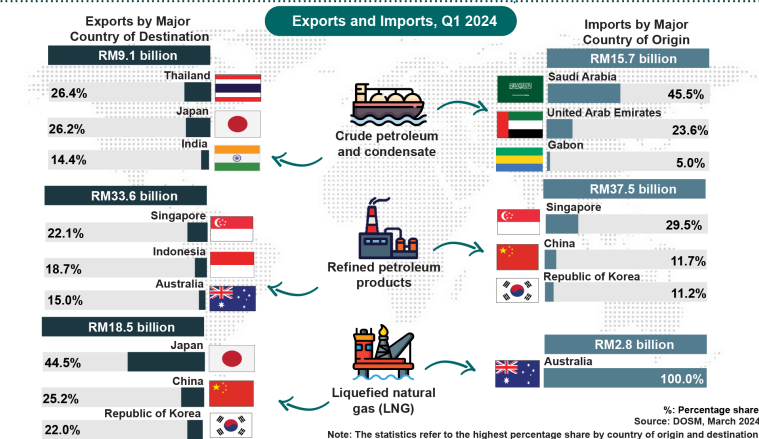 Exports and Imports, Q1 2024
Exports by Major
Country of Destination
RM9.1 billion
Thailand
26.4%
Japan
26.2%
India
14.4%
RM33.6 billion
Singapore
22.1%
Indonesia
18.7%
Australia
15.0%
RM18.5 billion
Japan
44.5%
China
25.2%
Republic of Korea
22.0%
Crude petroleum
and condensate
Refined petroleum
products
Liquefied natural
gas (LNG)
Imports by Major
Country of Origin
RM15.7 billion
Saudi Arabia
45.5%
United Arab Emirates
23.6%
Gabon
5.0%
RM37.5 billion
Singapore
29.5%
China
11.7%
Republic of Korea
11.2%
RM2.8 billion
Australia
100.0%
%: Percentage share
Source: DOSM, March 2024
Note: The statistics refer to the highest percentage share by country of origin and destination